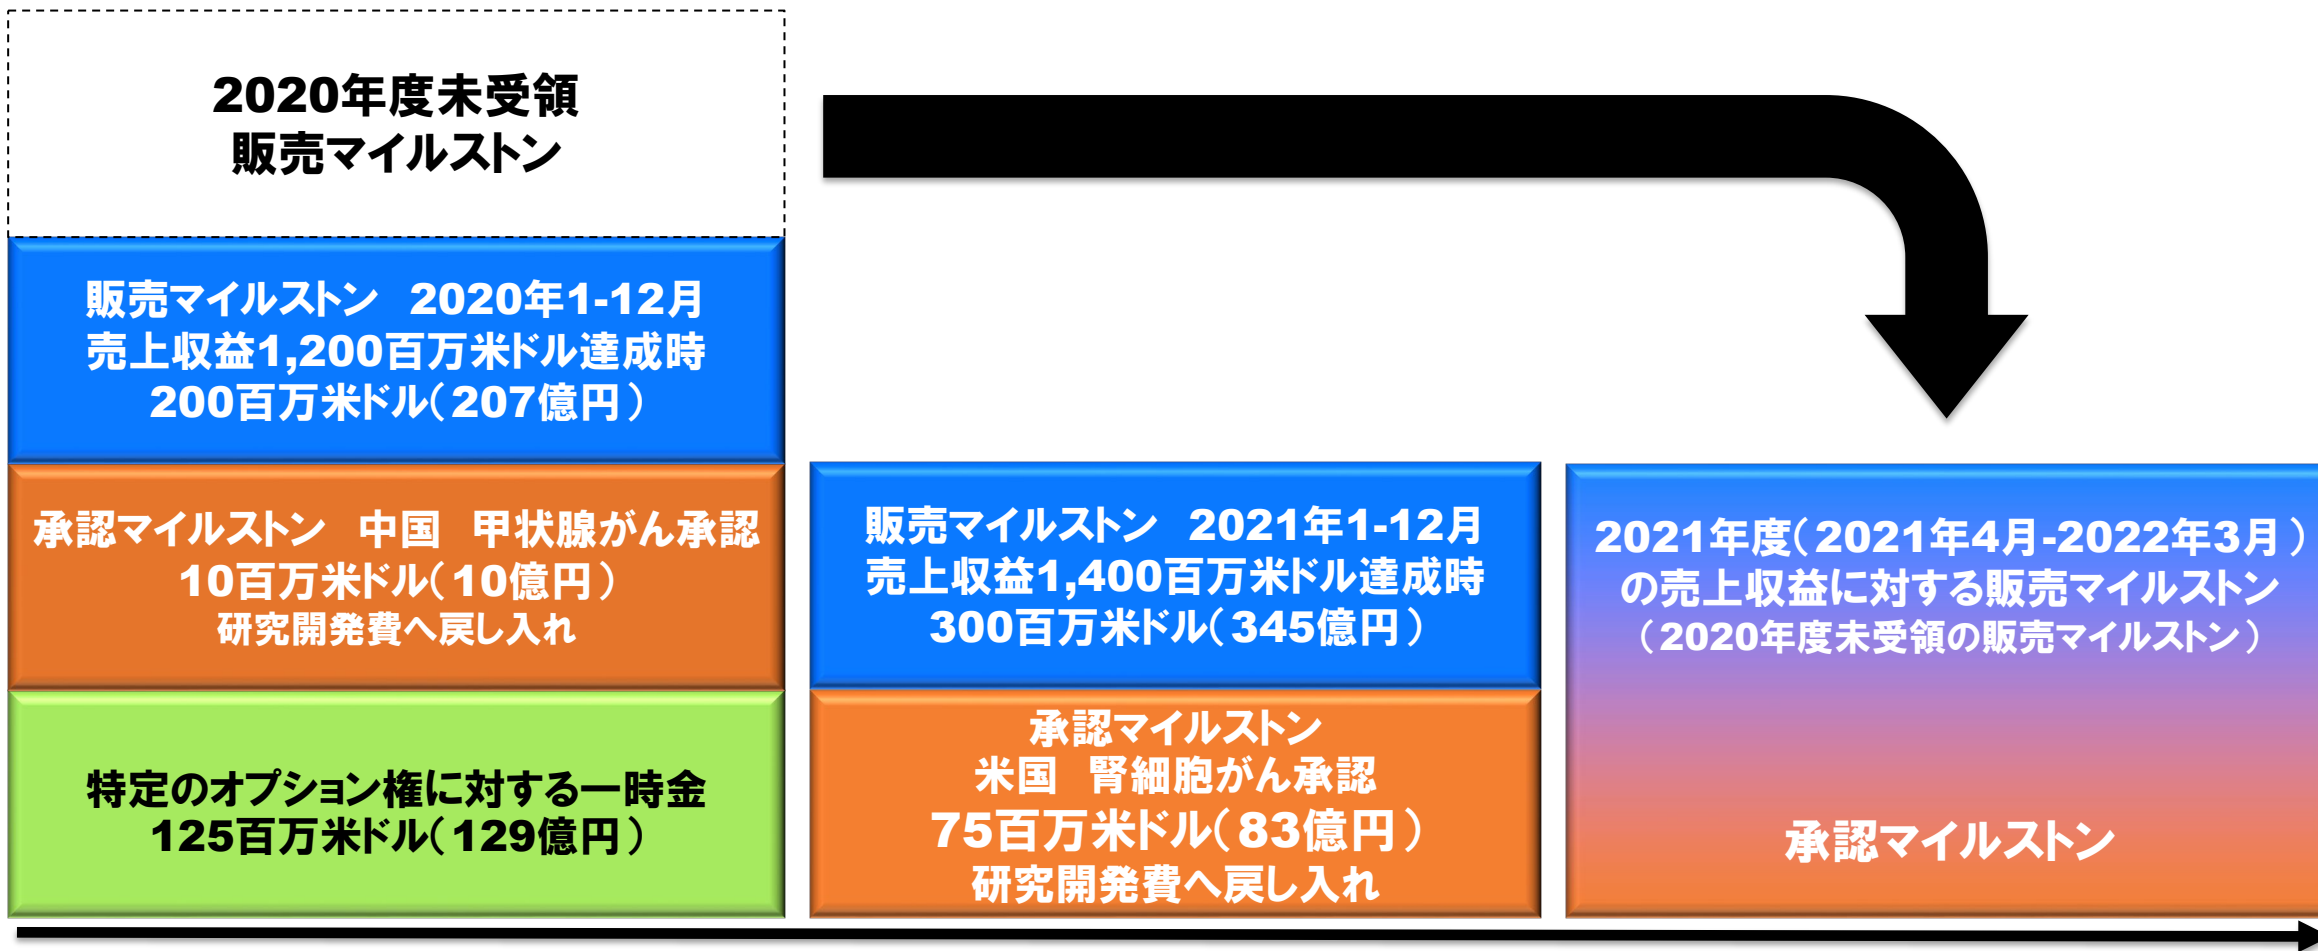 2020年度未受領
販売マイルストン
販売マイルストン　2020年1-12月
売上収益1,200百万米ドル達成時
200百万米ドル（207億円）
承認マイルストン　中国　甲状腺がん承認
10百万米ドル（10億円）
研究開発費へ戻し入れ
特定のオプション権に対する一時金
125百万米ドル（129億円）
販売マイルストン　2021年1-12月
売上収益1,400百万米ドル達成時
300百万米ドル（345億円）
承認マイルストン
米国　腎細胞がん承認
75百万米ドル（83億円）
研究開発費へ戻し入れ
2021年度（2021年4月-2022年3月）
の売上収益に対する販売マイルストン
（2020年度未受領の販売マイルストン）
承認マイルストン